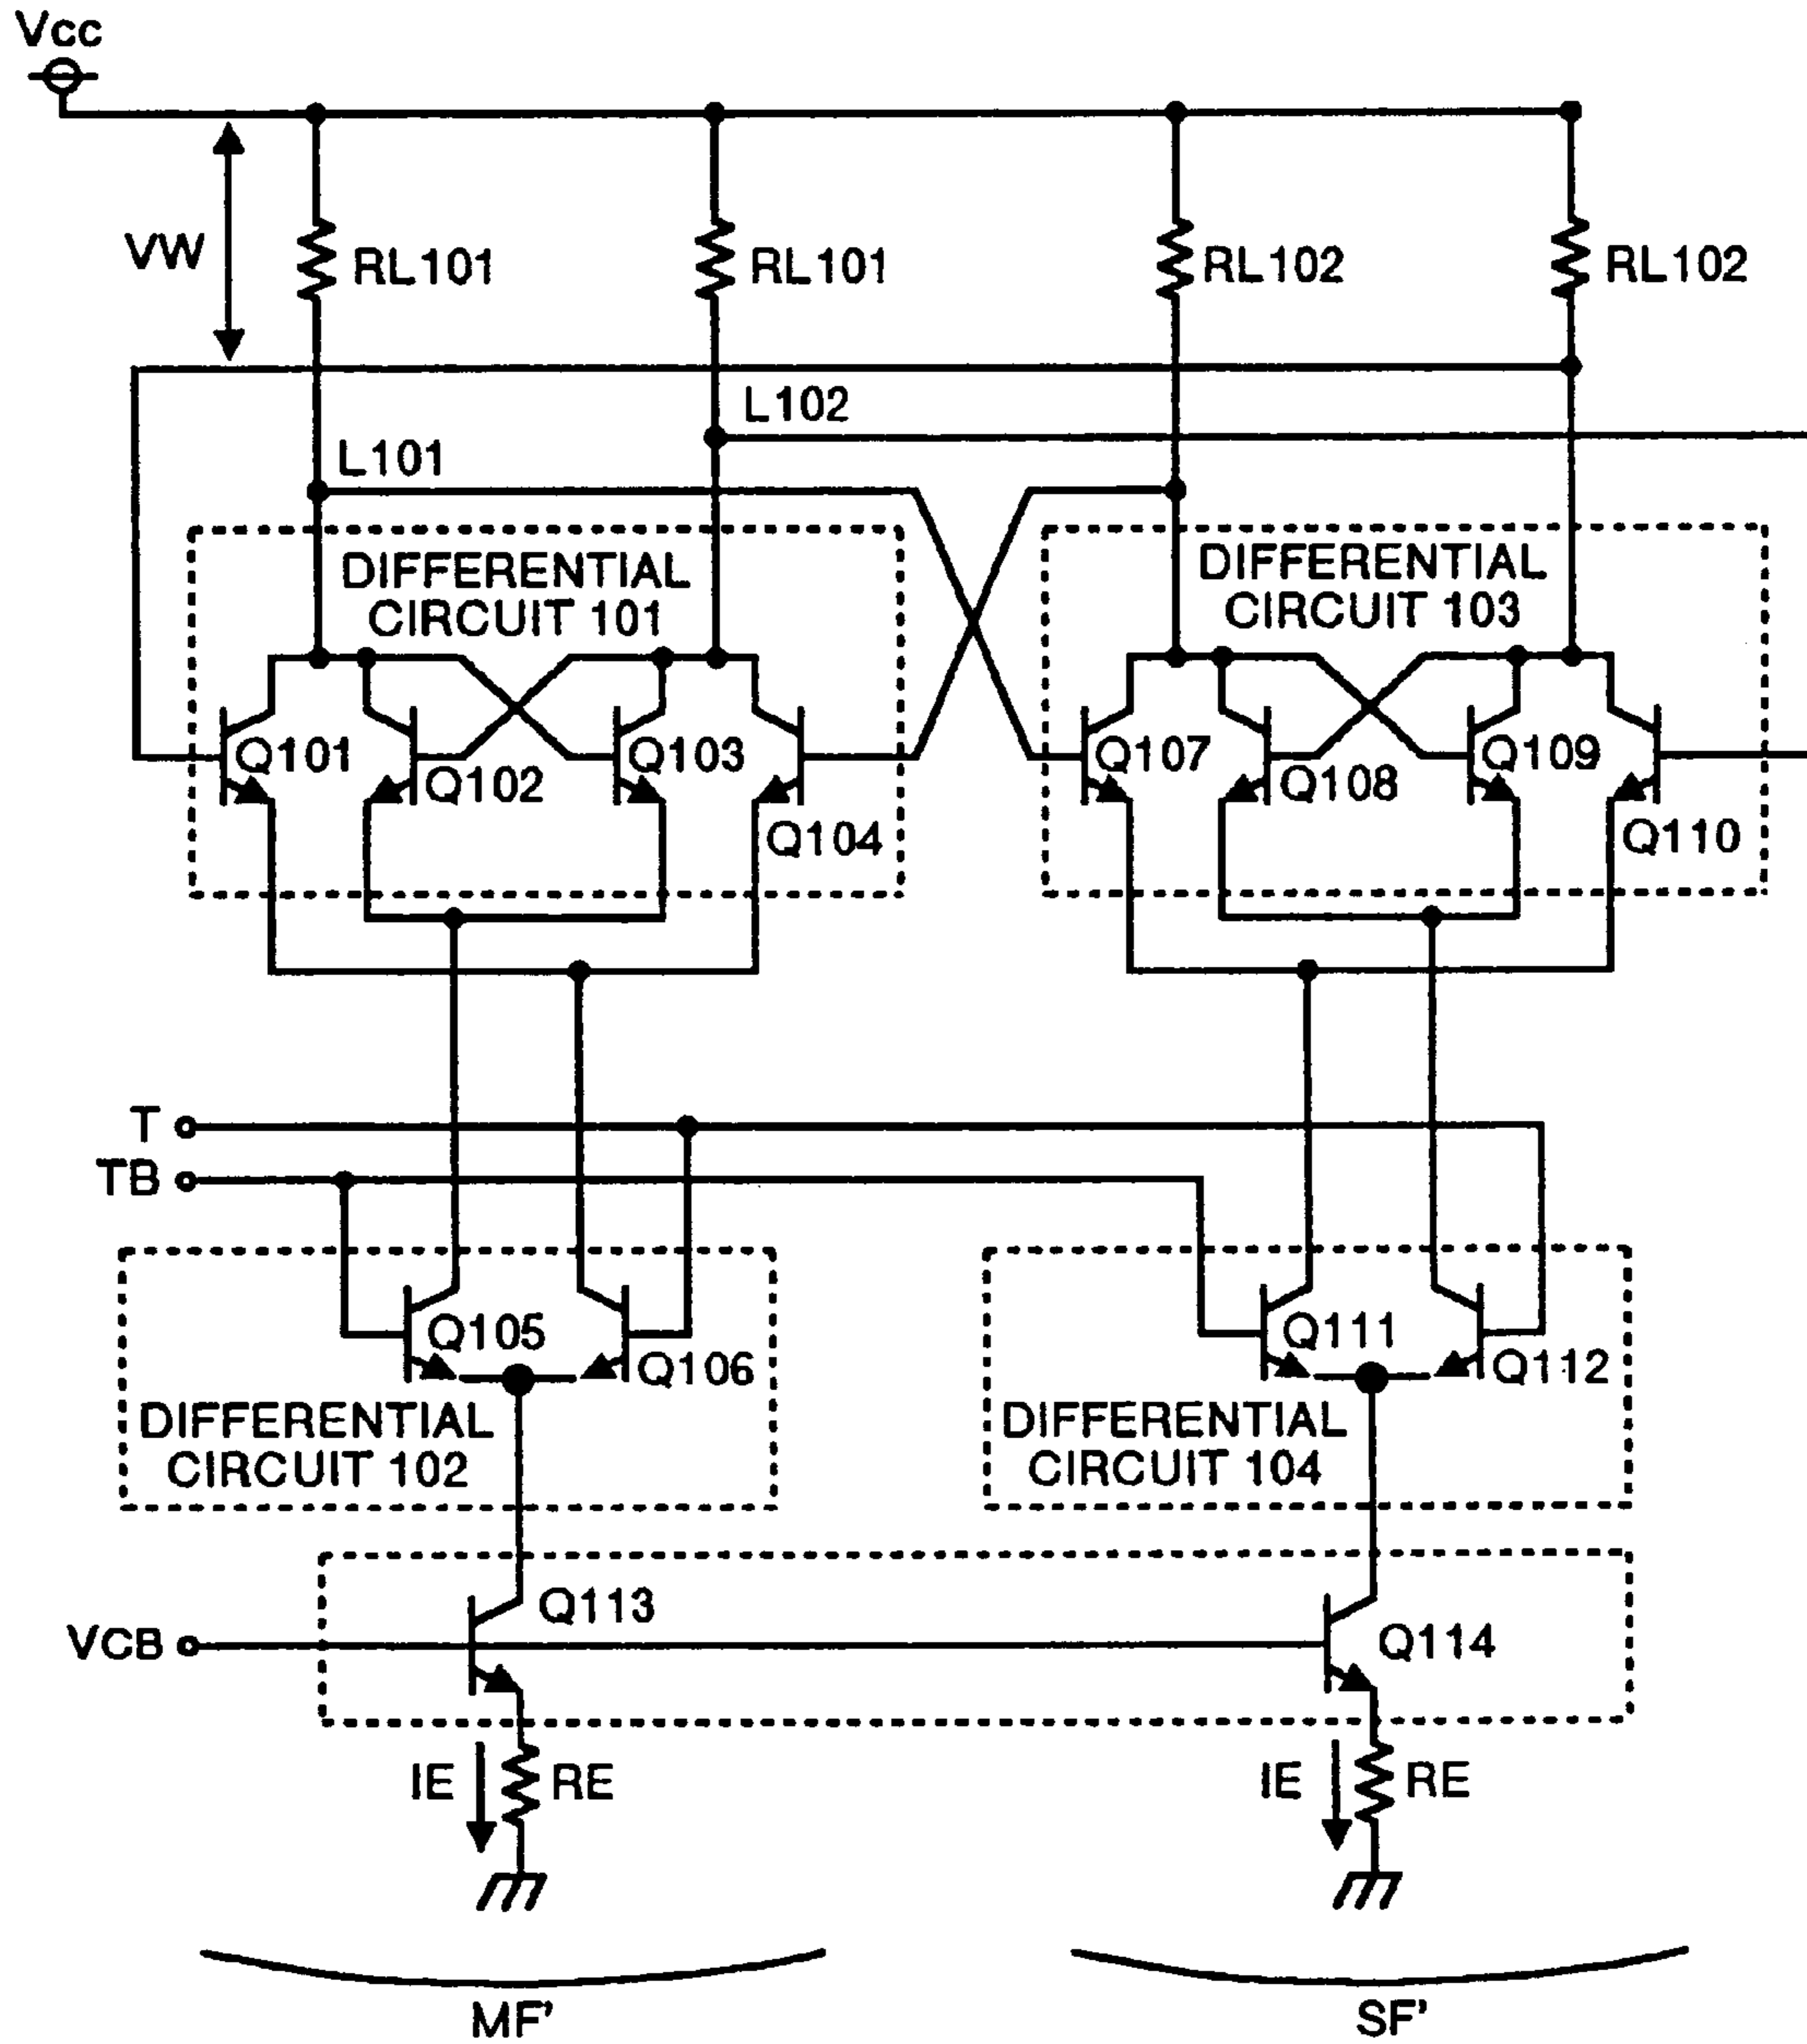 Vcc
VW
RL101
RL101
RL102
RL102
L102
L101
DIFFERENTIAL
CIRCUIT 101
DIFFERENTIAL
CIRCUIT 103
Q101
Q102
Q103
Q104
Q107
Q108
Q109
Q110
T
TB
Q105
Q106
Q111
Q112
DIFFERENTIAL
CIRCUIT 102
DIFFERENTIAL
CIRCUIT 104
Q113
VCB
Q114
IE
RE
IE
RE
MF'
SF'